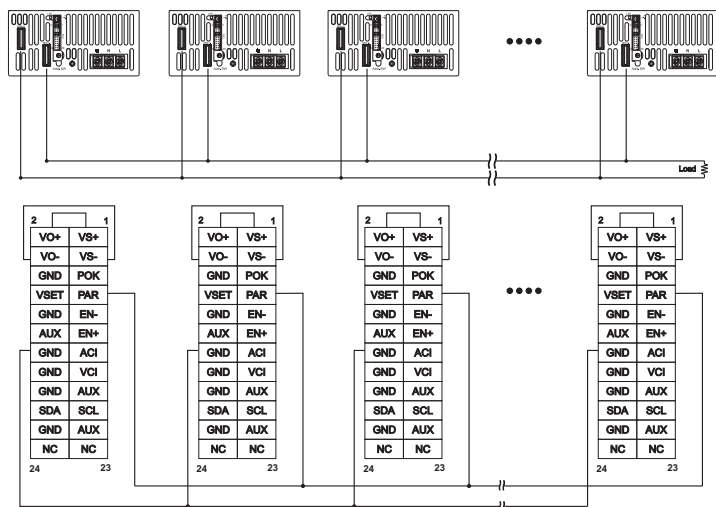 N L
N L
N L
N L
Load
2 1
VO+ VS+
VO- VS-
GND POK
VSET PAR
GND EN-
AUX EN+
GND ACI
GND VCI
GND AUX
SDA SCL
GND AUX
NC NC
24 23
2 1
VO+ VS+
VO- VS-
GND POK
VSET PAR
GND EN-
AUX EN+
GND ACI
GND VCI
GND AUX
SDA SCL
GND AUX
NC NC
24 23
2 1
VO+ VS+
VO- VS-
GND POK
VSET PAR
GND EN-
AUX EN+
GND ACI
GND VCI
GND AUX
SDA SCL
GND AUX
NC NC
24 23
2 1
VO+ VS+
VO- VS-
GND POK
VSET PAR
GND EN-
AUX EN+
GND ACI
GND VCI
GND AUX
SDA SCL
GND AUX
NC NC
24 23